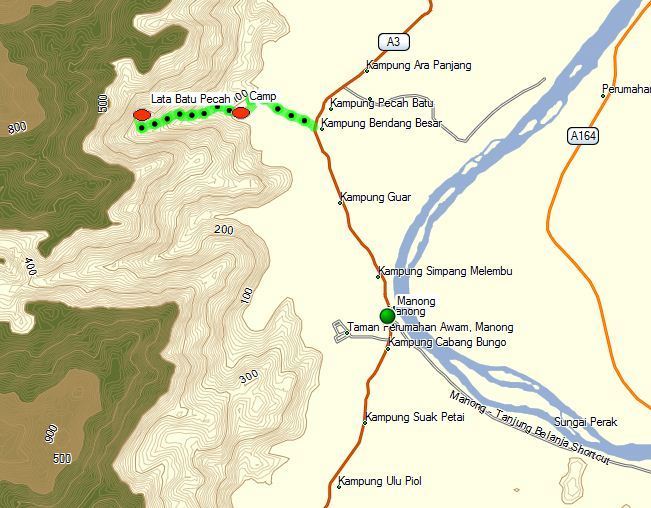 A3
Kampung Ara Panjang
Perumahan
500
Lata Batu Pecah
Camp
Kampung Pecah Batu
800
Kampung Bendang Besar
A164
Kampung Guar
200
400
Kampung Simpang Melembu
100
Manong
Manong
Taman Perumahan Awam, Manong
Kampung Cabang Bungo
300
Manong - Tanjung Belanja Shortcut
Kampung Suak Petai
Sungai Perak
900
500
Kampung Ulu Piol